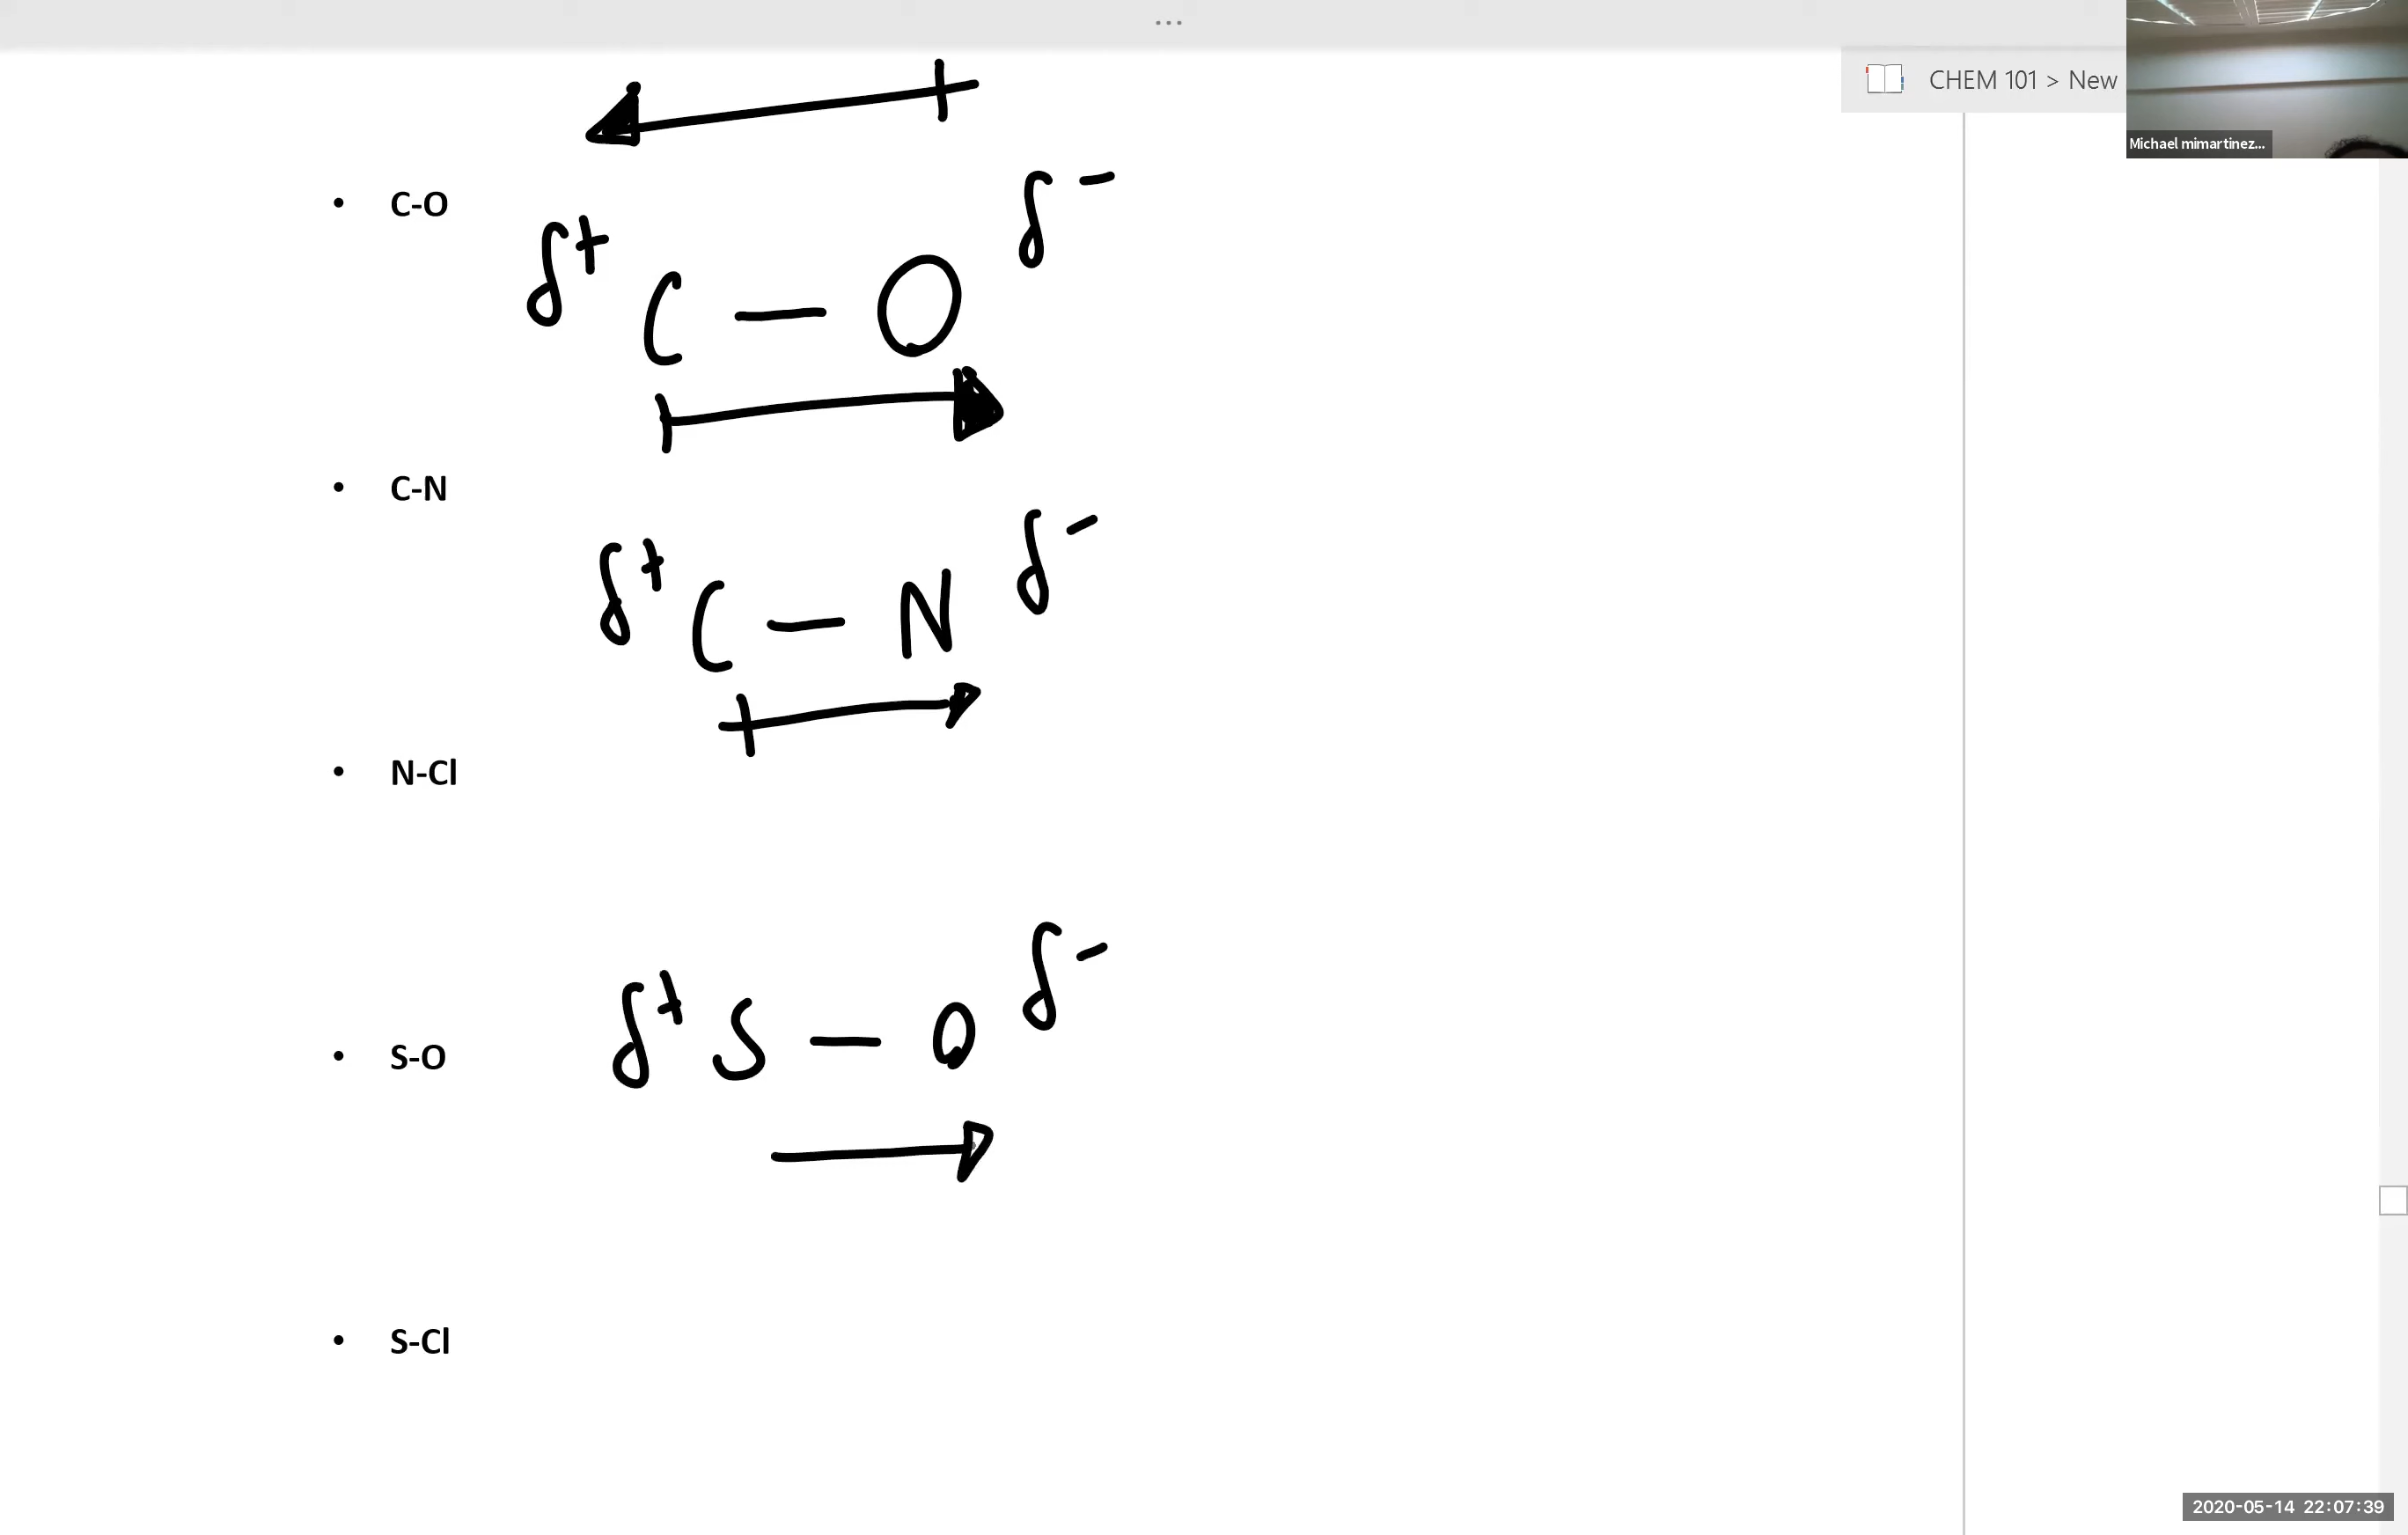 ...
CHEM 101 > New
Michael mimartinez...
• C-O
δ+ C — O δ-
• C-N
δ+ C — N δ-
• N-Cl
• S-O
δ+ S — O δ-
• S-Cl
2020-05-14 22:07:39